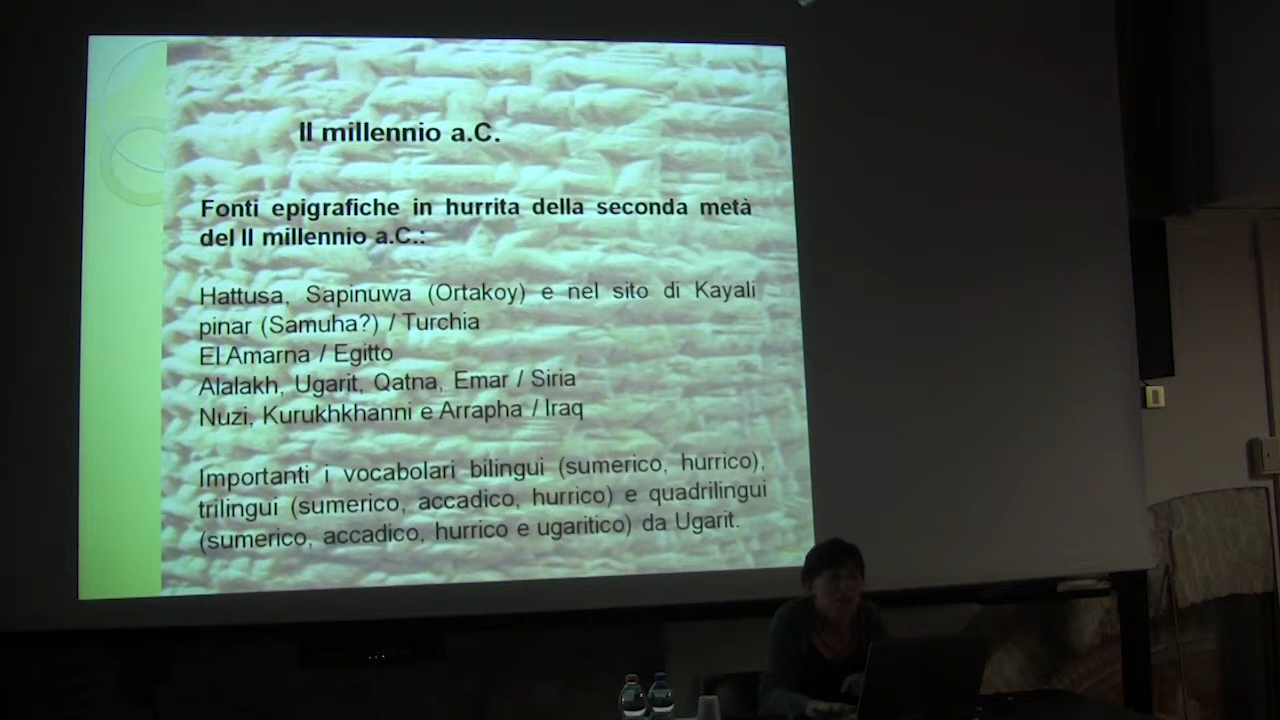 II millennio a.C.
Fonti epigrafiche in hurrita della seconda metà
del II millennio a.C.:
Hattusa, Sapinuwa (Ortakoy) e nel sito di Kayali
pinar (Samuha?) / Turchia
El Amarna / Egitto
Alalakh, Ugarit, Qatna, Emar / Siria
Nuzi, Kurukhkhanni e Arrapha / Iraq
Importanti i vocabolari bilingui (sumerico, hurrico),
trilingui (sumerico, accadico, hurrico) e quadrilingui
(sumerico, accadico, hurrico e ugaritico) da Ugarit.